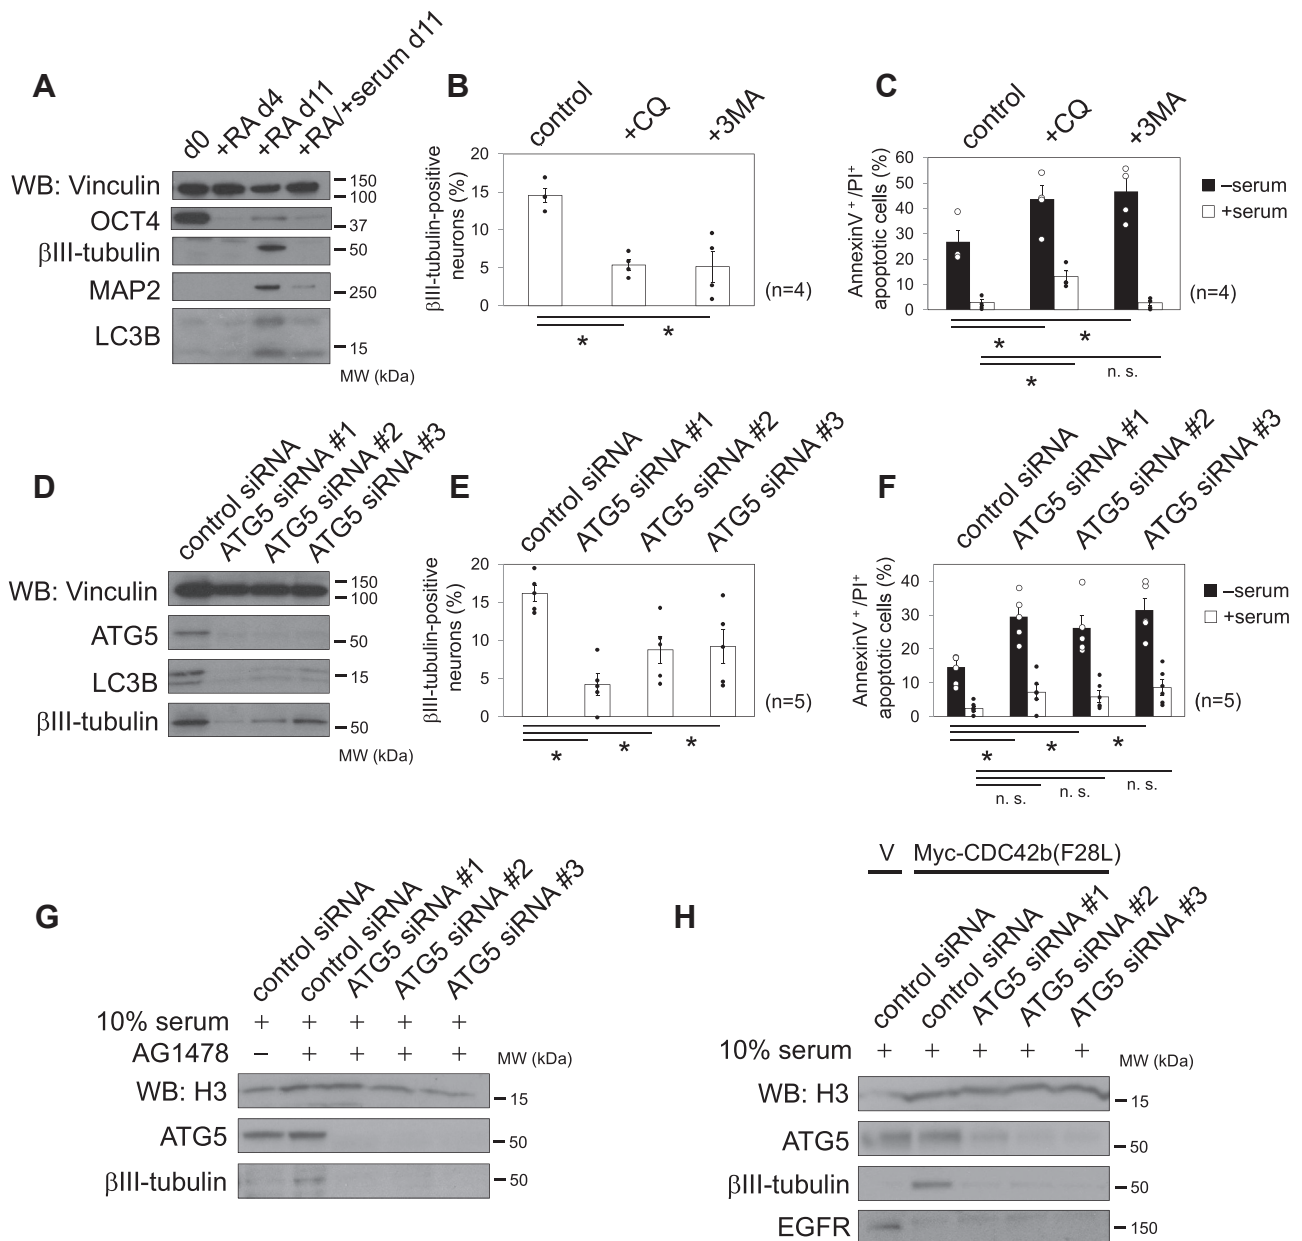 A
d0
+RA d4
+RA d11
+RA/+serum d11
WB: Vinculin
150
100
OCT4
37
βIII-tubulin
50
MAP2
250
LC3B
15
MW (kDa)
B
control
+CQ
+3MA
βIII-tubulin-positive
neurons (%)
20
15
10
5
0
(n=4)
*
*
C
control
+CQ
+3MA
AnnexinV⁺/PI⁺
apoptotic cells (%)
60
50
40
30
20
10
0
–serum
+serum
(n=4)
*
*
*
n. s.
D
control siRNA
ATG5 siRNA #1
ATG5 siRNA #2
ATG5 siRNA #3
WB: Vinculin
150
100
ATG5
50
LC3B
15
βIII-tubulin
50
MW (kDa)
E
control siRNA
ATG5 siRNA #1
ATG5 siRNA #2
ATG5 siRNA #3
βIII-tubulin-positive
neurons (%)
20
15
10
5
0
(n=5)
*
*
*
F
control siRNA
ATG5 siRNA #1
ATG5 siRNA #2
ATG5 siRNA #3
AnnexinV⁺/PI⁺
apoptotic cells (%)
40
30
20
10
0
–serum
+serum
(n=5)
*
*
*
n. s.
n. s.
n. s.
G
control siRNA
control siRNA
ATG5 siRNA #1
ATG5 siRNA #2
ATG5 siRNA #3
10% serum + + + + +
AG1478 – + + + +
MW (kDa)
WB: H3
15
ATG5
50
βIII-tubulin
50
H
V Myc-CDC42b(F28L)
control siRNA
control siRNA
ATG5 siRNA #1
ATG5 siRNA #2
ATG5 siRNA #3
10% serum + + + + +
MW (kDa)
WB: H3
15
ATG5
50
βIII-tubulin
50
EGFR
150